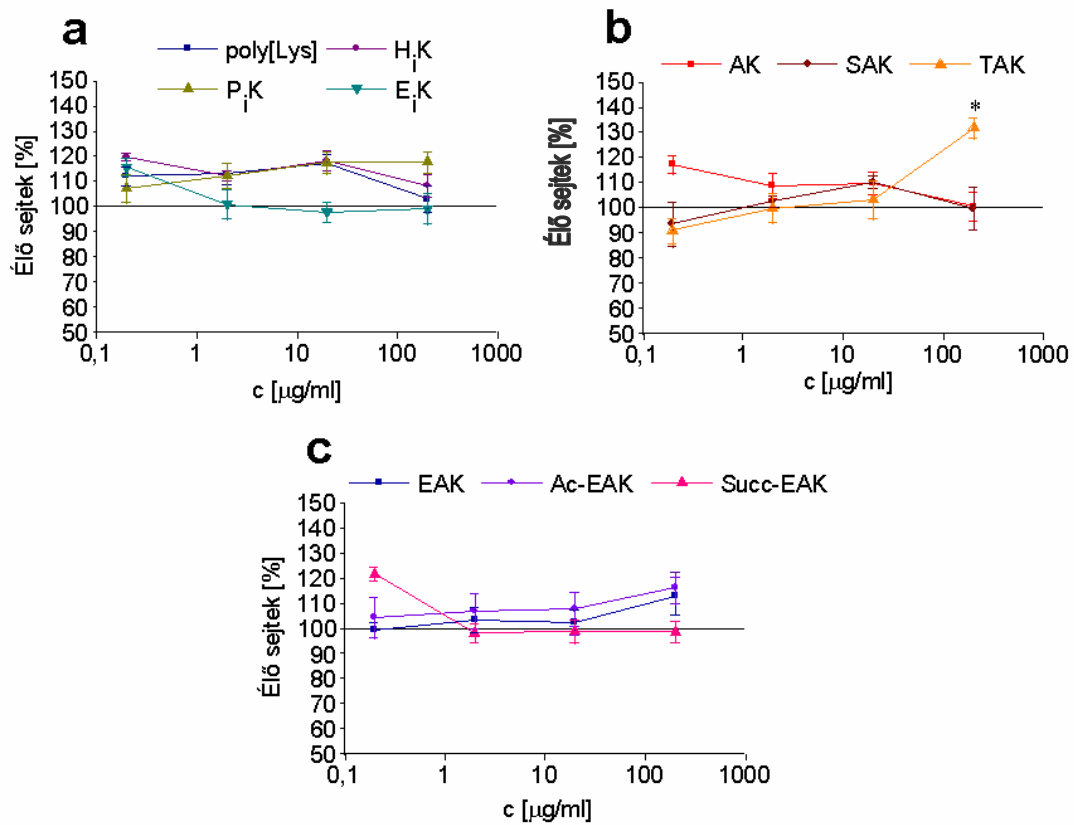 a
poly[Lys] HiK
PiK EiK
Élő sejtek [%]
150
140
130
120
110
100
90
80
70
60
50
0,1 1 10 100 1000
c [µg/ml]
b
AK SAK TAK
*
Élő sejtek [%]
150
140
130
120
110
100
90
80
70
60
50
0,1 1 10 100 1000
c [µg/ml]
c
EAK Ac-EAK Succ-EAK
Élő sejtek [%]
150
140
130
120
110
100
90
80
70
60
50
0,1 1 10 100 1000
c [µg/ml]